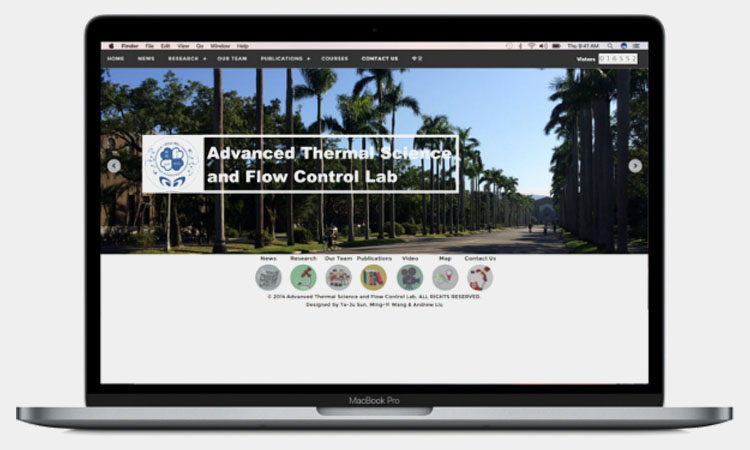 Finder File Edit View Go Window Help Thu 9:41 AM
HOME NEWS RESEARCH + OUR TEAM PUBLICATIONS + COURSES CONTACT US 中文 Visters 016552
Advanced Thermal Science
and Flow Control Lab
News Research Our Team Publications Video Map Contact Us
© 2016 Advanced Thermal Science and Flow Control Lab, ALL RIGHTS RESERVED.
Designed by Ya-Ju Sun, Ming-Yi Wang & Andrew Liu
MacBook Pro